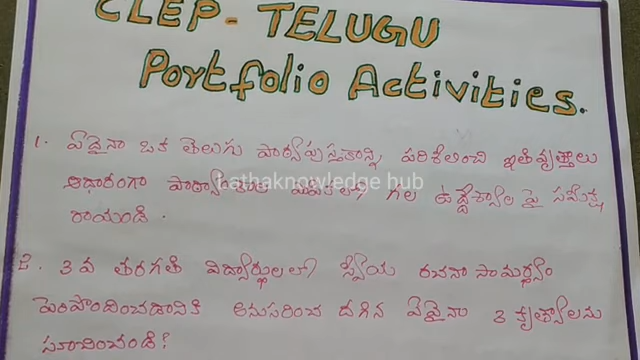 CLEP - TELUGU
Portfolio Activities.
1. ఏదైనా ఒక తెలుగు పాఠ్యపుస్తకాన్ని పరిశీలించి ఇతివృత్తాలు
ఆధారంగా గల ఉద్దేశ్యాల పై సమీక్ష
Lathaknowledge hub
రాయండి.
2. 3 వ తరగతి విద్యార్థులలో స్వీయ రచనా సామర్థ్యం
పెంపొందించడానికి అనుసరించ దగిన ఏవైనా 3 కృత్యాలను
సూచించండి?